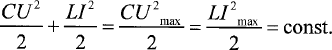 CU²/2 + LI²/2 = CU²max/2 = LI²max/2 = const.